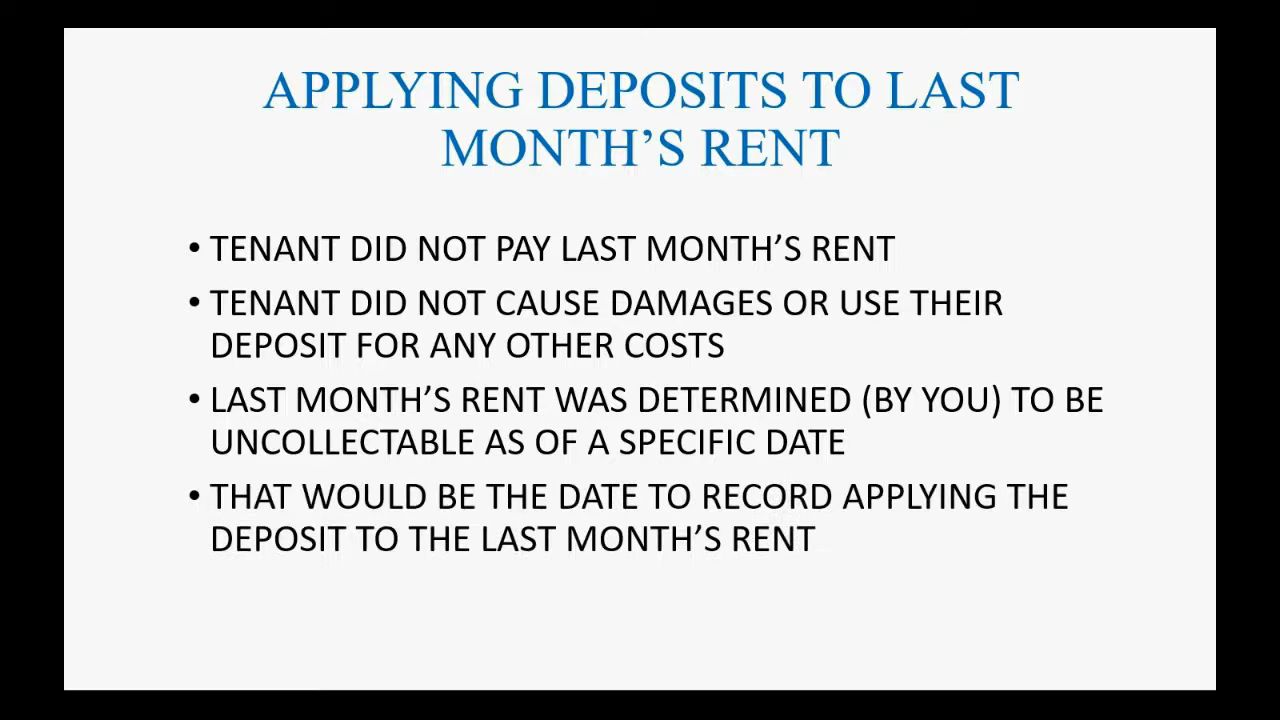 APPLYING DEPOSITS TO LAST
MONTH’S RENT
• TENANT DID NOT PAY LAST MONTH’S RENT
• TENANT DID NOT CAUSE DAMAGES OR USE THEIR
DEPOSIT FOR ANY OTHER COSTS
• LAST MONTH’S RENT WAS DETERMINED (BY YOU) TO BE
UNCOLLECTABLE AS OF A SPECIFIC DATE
• THAT WOULD BE THE DATE TO RECORD APPLYING THE
DEPOSIT TO THE LAST MONTH’S RENT